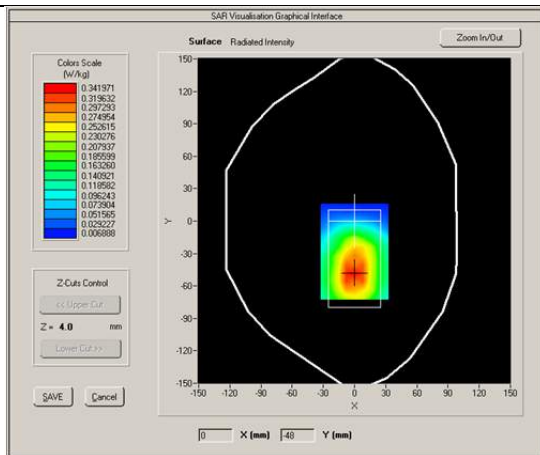 SAR Visualisation Graphical Interface
Surface Radiated Intensity
Zoom In/Out
Colors Scale
(W/kg)
0.341971
0.319632
0.297293
0.274954
0.252615
0.230276
0.207937
0.185599
0.163260
0.140921
0.118582
0.096243
0.073904
0.051565
0.029227
0.006888
Z-Cuts Control
<< Upper Cut
Z = 4.0 mm
Lower Cut >>
SAVE Cancel
150
120
90
60
30
0
-30
-60
-90
-120
-150
Y
-150 -120 -90 -60 -30 0 30 60 90 120 150
X
0 X (mm) -48 Y (mm)